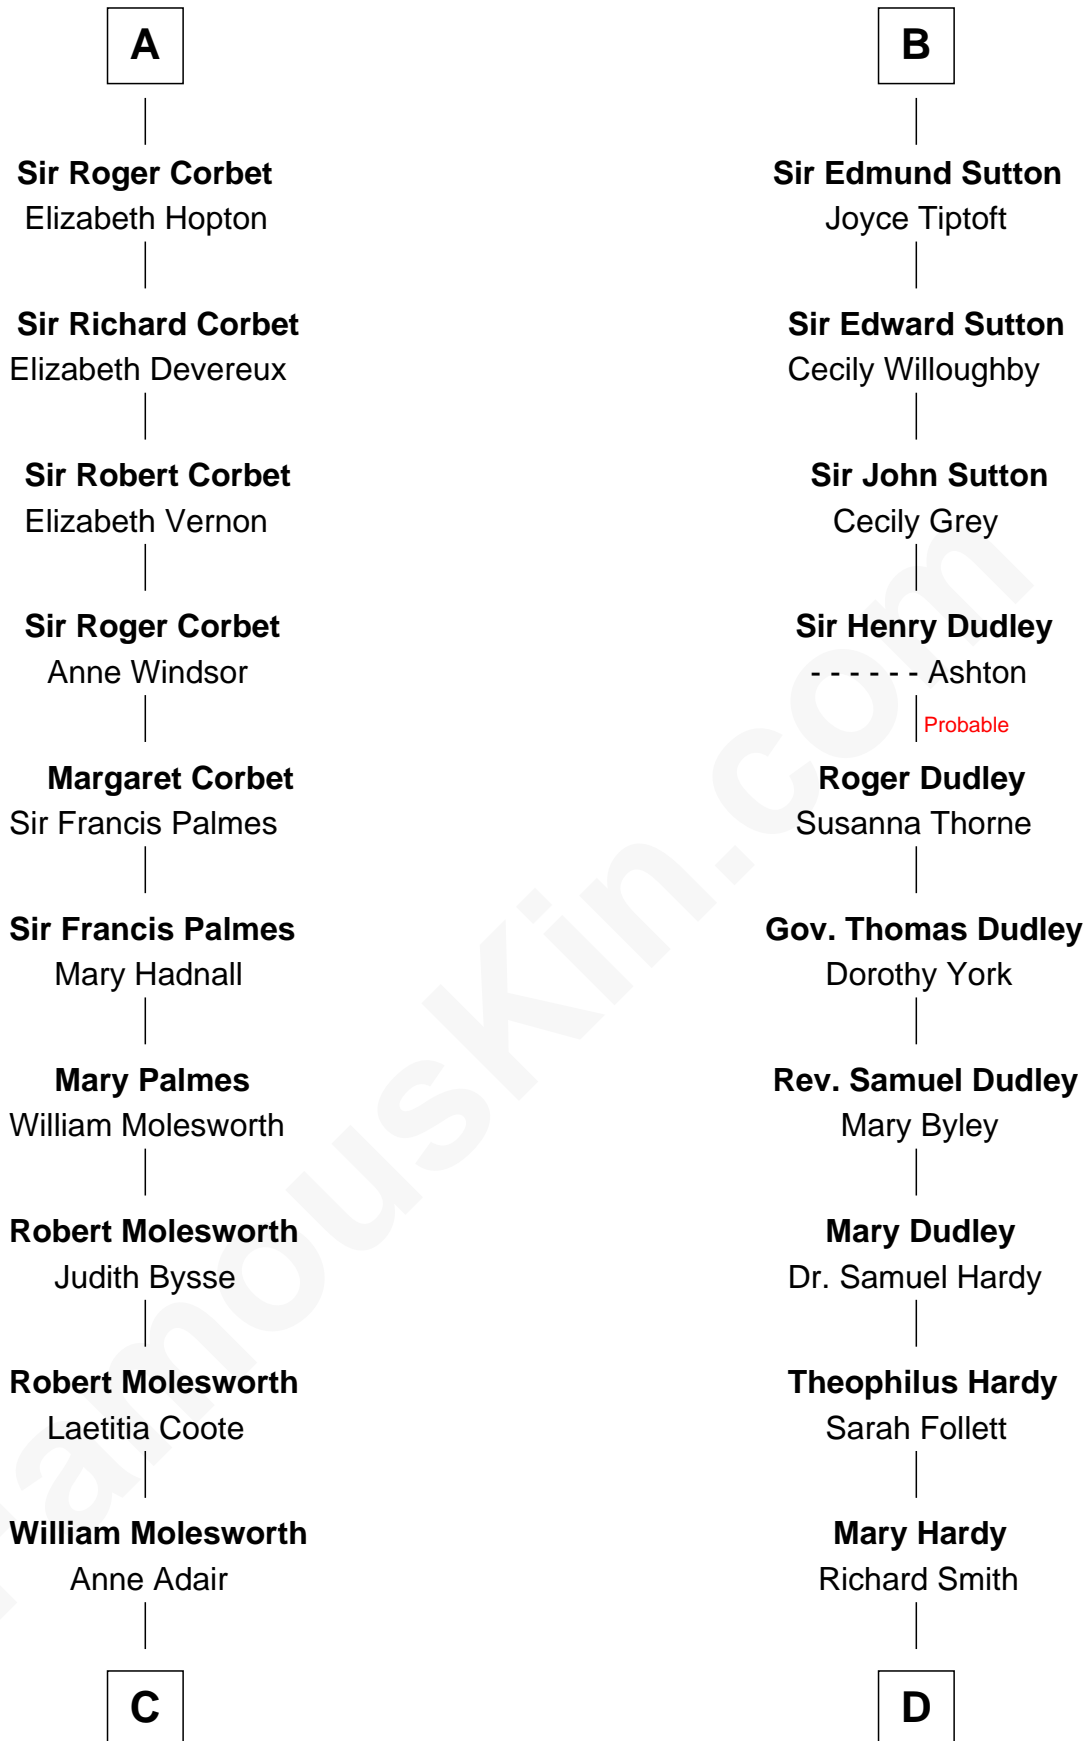 A
Sir Roger Corbet
Elizabeth Hopton
Sir Richard Corbet
Elizabeth Devereux
Sir Robert Corbet
Elizabeth Vernon
Sir Roger Corbet
Anne Windsor
Margaret Corbet
Sir Francis Palmes
Sir Francis Palmes
Mary Hadnall
Mary Palmes
William Molesworth
Robert Molesworth
Judith Bysse
Robert Molesworth
Laetitia Coote
William Molesworth
Anne Adair
C
B
Sir Edmund Sutton
Joyce Tiptoft
Sir Edward Sutton
Cecily Willoughby
Sir John Sutton
Cecily Grey
Sir Henry Dudley
- - - - - - Ashton
Probable
Roger Dudley
Susanna Thorne
Gov. Thomas Dudley
Dorothy York
Rev. Samuel Dudley
Mary Byley
Mary Dudley
Dr. Samuel Hardy
Theophilus Hardy
Sarah Follett
Mary Hardy
Richard Smith
D
FamousKin.com